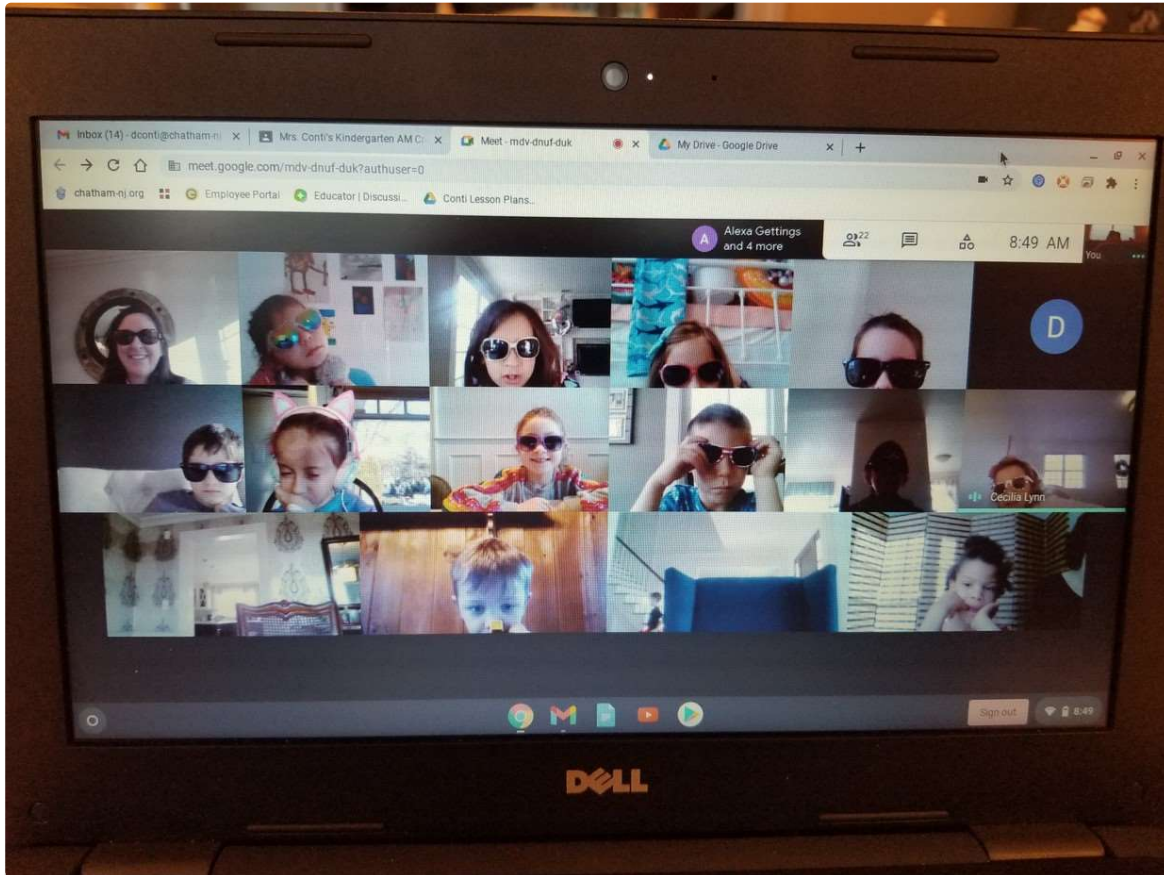 Inbox (14) - dconti@chatham-n
Mrs. Conti's Kindergarten AM C
Meet - mdv-dnuf-duk
My Drive - Google Drive
meet.google.com/mdv-dnuf-duk?authuser=0
chatham-nj.org
Employee Portal
Educator | Discussi...
Conti Lesson Plans...
A
Alexa Gettings
and 4 more
22
8:49 AM
You
D
Cecilia Lynn
Sign out
8:49
DELL